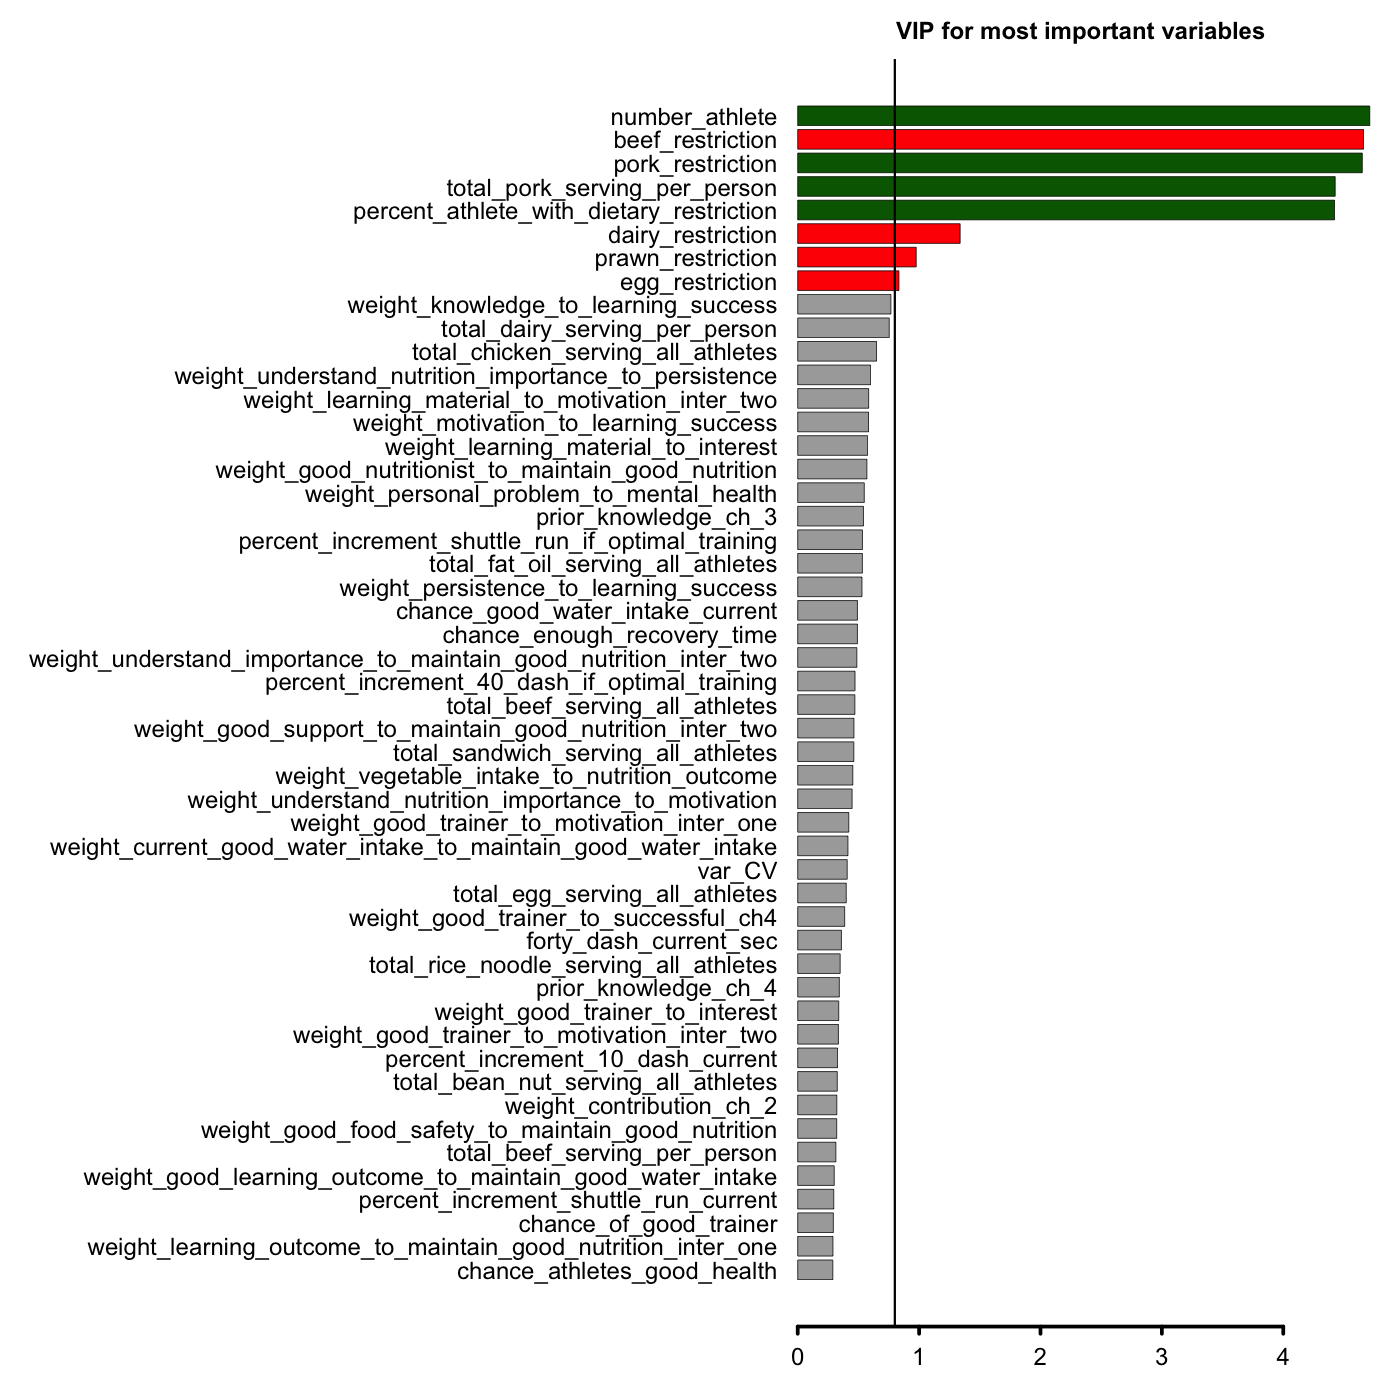 VIP for most important variables
number_athlete
beef_restriction
pork_restriction
total_pork_serving_per_person
percent_athlete_with_dietary_restriction
dairy_restriction
prawn_restriction
egg_restriction
weight_knowledge_to_learning_success
total_dairy_serving_per_person
total_chicken_serving_all_athletes
weight_understand_nutrition_importance_to_persistence
weight_learning_material_to_motivation_inter_two
weight_motivation_to_learning_success
weight_learning_material_to_interest
weight_good_nutritionist_to_maintain_good_nutrition
weight_personal_problem_to_mental_health
prior_knowledge_ch_3
percent_increment_shuttle_run_if_optimal_training
total_fat_oil_serving_all_athletes
weight_persistence_to_learning_success
chance_good_water_intake_current
chance_enough_recovery_time
weight_understand_importance_to_maintain_good_nutrition_inter_two
percent_increment_40_dash_if_optimal_training
total_beef_serving_all_athletes
weight_good_support_to_maintain_good_nutrition_inter_two
total_sandwich_serving_all_athletes
weight_vegetable_intake_to_nutrition_outcome
weight_understand_nutrition_importance_to_motivation
weight_good_trainer_to_motivation_inter_one
weight_current_good_water_intake_to_maintain_good_water_intake
var_CV
total_egg_serving_all_athletes
weight_good_trainer_to_successful_ch4
forty_dash_current_sec
total_rice_noodle_serving_all_athletes
prior_knowledge_ch_4
weight_good_trainer_to_interest
weight_good_trainer_to_motivation_inter_two
percent_increment_10_dash_current
total_bean_nut_serving_all_athletes
weight_contribution_ch_2
weight_good_food_safety_to_maintain_good_nutrition
total_beef_serving_per_person
weight_good_learning_outcome_to_maintain_good_water_intake
percent_increment_shuttle_run_current
chance_of_good_trainer
weight_learning_outcome_to_maintain_good_nutrition_inter_one
chance_athletes_good_health
0 1 2 3 4